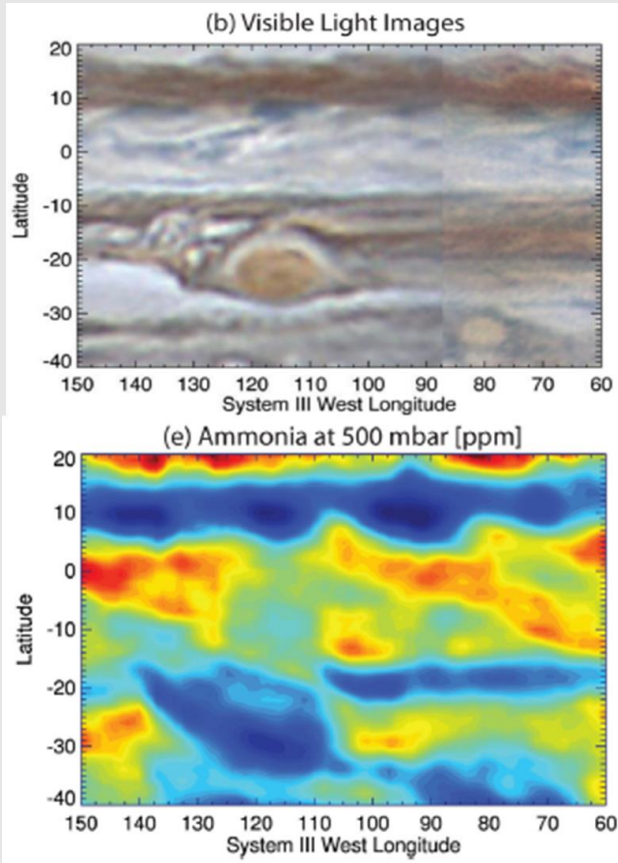 (b) Visible Light Images
20
10
0
-10
-20
-30
-40
Latitude
150 140 130 120 110 100 90 80 70 60
System III West Longitude
(e) Ammonia at 500 mbar [ppm]
20
10
0
-10
-20
-30
-40
Latitude
150 140 130 120 110 100 90 80 70 60
System III West Longitude